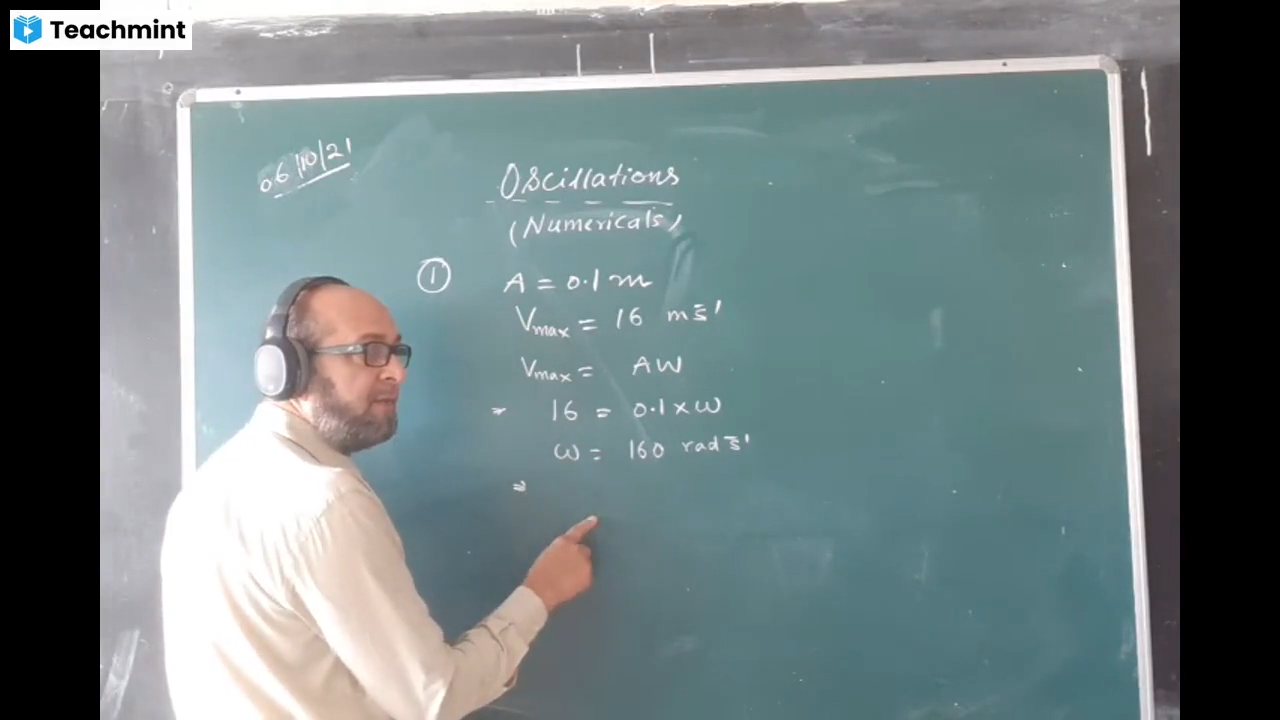 Teachmint
06/10/21
Oscillations
(Numericals)
① A = 0.1 m
Vmax = 16 ms⁻¹
Vmax = Aω
⇒ 16 = 0.1 × ω
ω = 160 rad s⁻¹
⇒